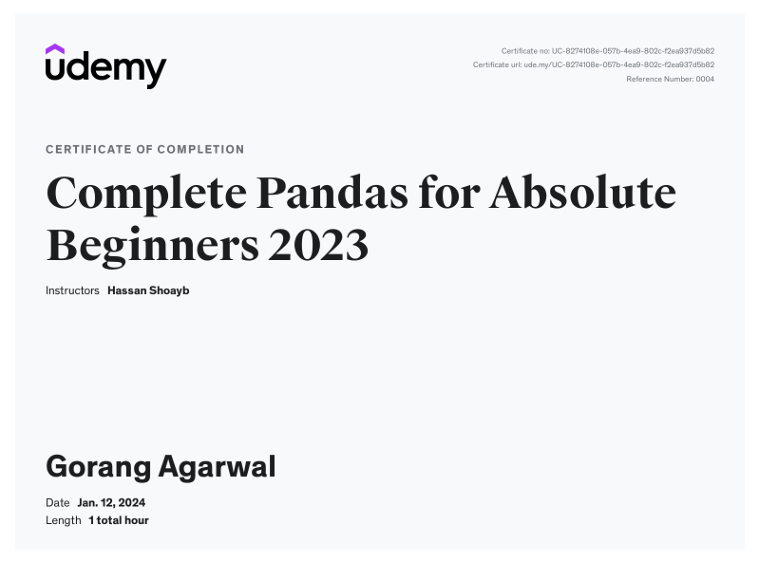 udemy
Certificate no: UC-8274108e-057b-4ea9-802c-f2ea937d5b82
Certificate url: ude.my/UC-8274108e-057b-4ea9-802c-f2ea937d5b82
Reference Number: 0004
CERTIFICATE OF COMPLETION
Complete Pandas for Absolute
Beginners 2023
Instructors Hassan Shoayb
Gorang Agarwal
Date Jan. 12, 2024
Length 1 total hour